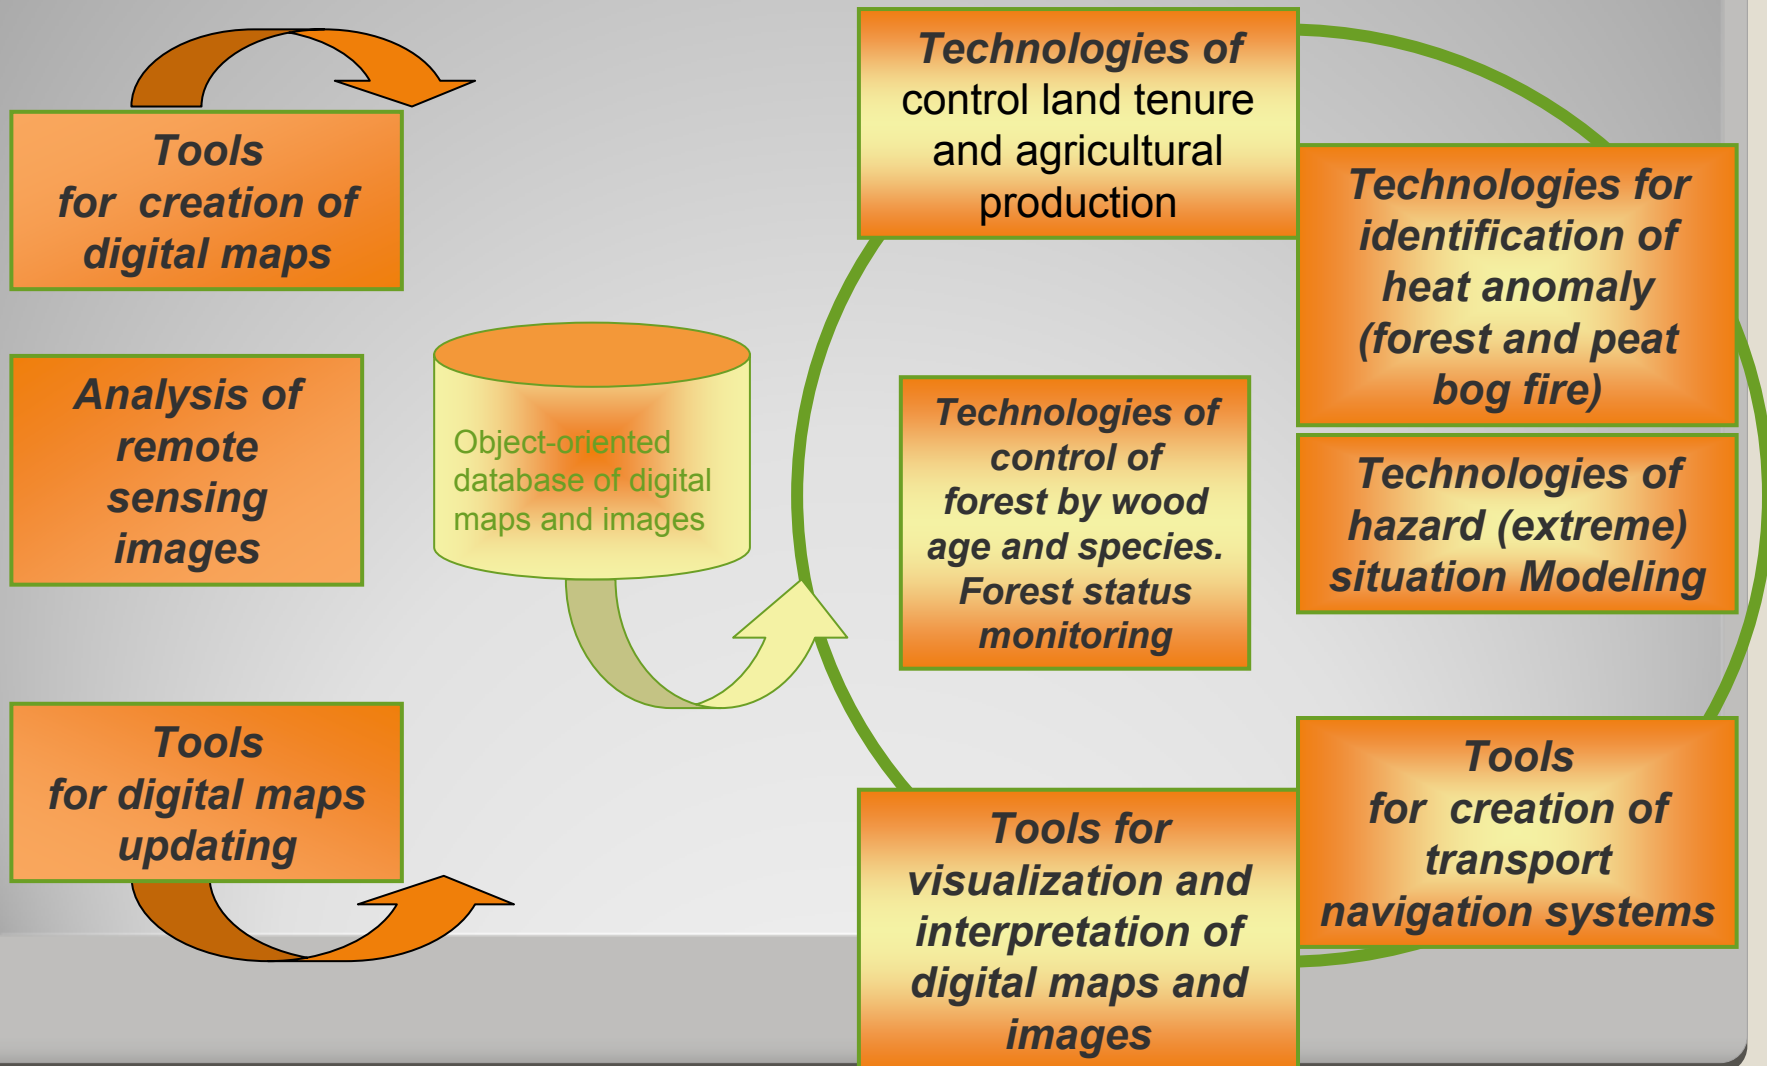 Tools
for creation of
digital maps
Analysis of
remote
sensing
images
Tools
for digital maps
updating
Object-oriented
database of digital
maps and images
Technologies of
control land tenure
and agricultural
production
Technologies for
identification of
heat anomaly
(forest and peat
bog fire)
Technologies of
control of
forest by wood
age and species.
Forest status
monitoring
Technologies of
hazard (extreme)
situation Modeling
Tools
for creation of
transport
navigation systems
Tools for
visualization and
interpretation of
digital maps and
images